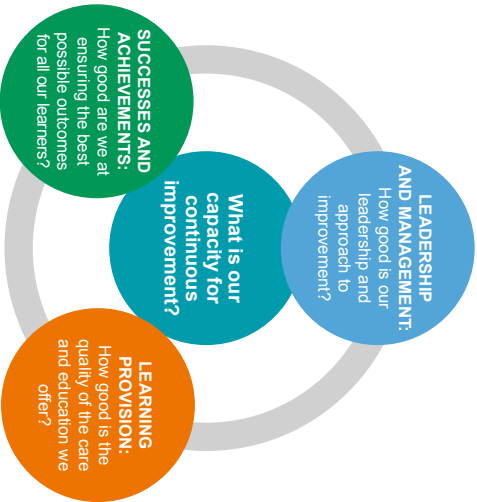 LEADERSHIP
AND MANAGEMENT:
How good is our
leadership and
approach to
improvement?
What is our
capacity for
continuous
improvement?
SUCCESSES AND
ACHIEVEMENTS:
How good are we at
ensuring the best
possible outcomes
for all our learners?
LEARNING
PROVISION:
How good is the
quality of the care
and education we
offer?